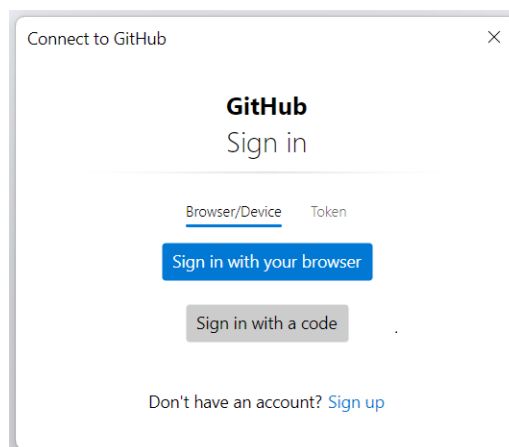 Connect to GitHub
GitHub
Sign in
Browser/Device Token
Sign in with your browser
Sign in with a code
.
Don't have an account? Sign up